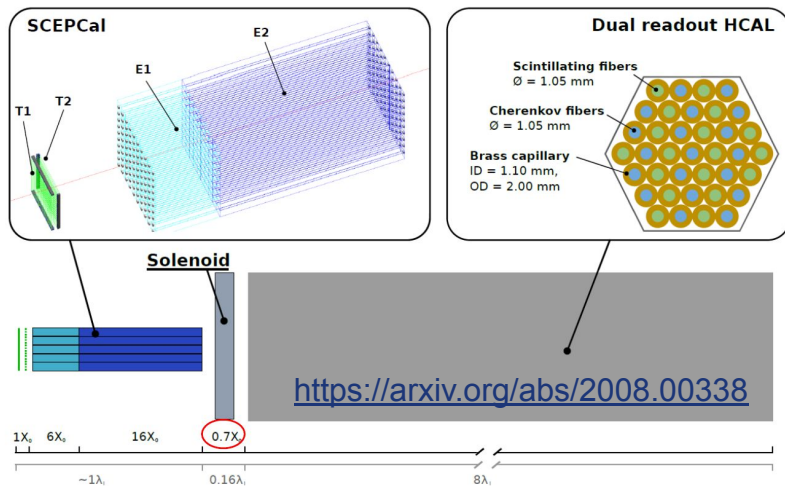 SCEPCal
E1
E2
T1
T2
Dual readout HCAL
Scintillating fibers
Ø = 1.05 mm
Cherenkov fibers
Ø = 1.05 mm
Brass capillary
ID = 1.10 mm,
OD = 2.00 mm
Solenoid
https://arxiv.org/abs/2008.00338
1X₀ 6X₀ 16X₀ 0.7X₀
~1λᵢ 0.16λᵢ 8λᵢ